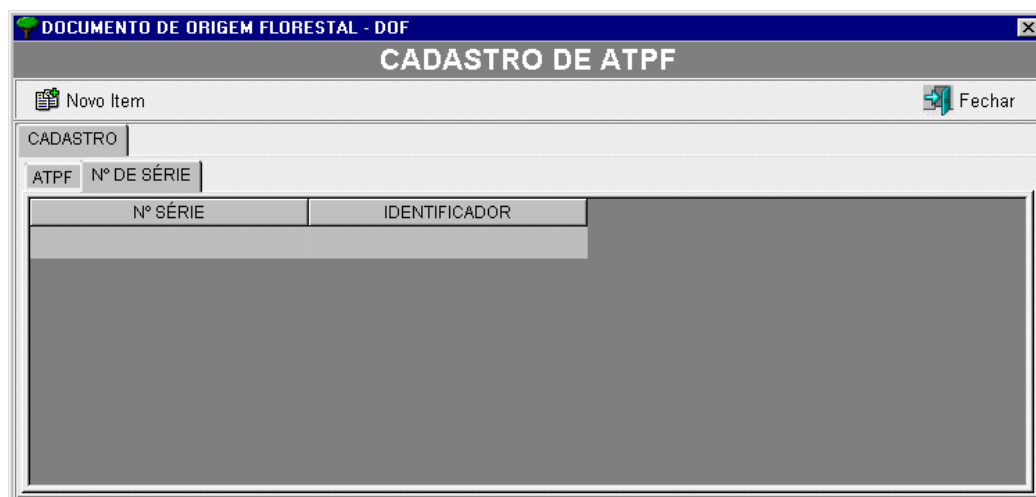 DOCUMENTO DE ORIGEM FLORESTAL - DOF
CADASTRO DE ATPF
Novo Item Fechar
CADASTRO
ATPF Nº DE SÉRIE
Nº SÉRIE IDENTIFICADOR